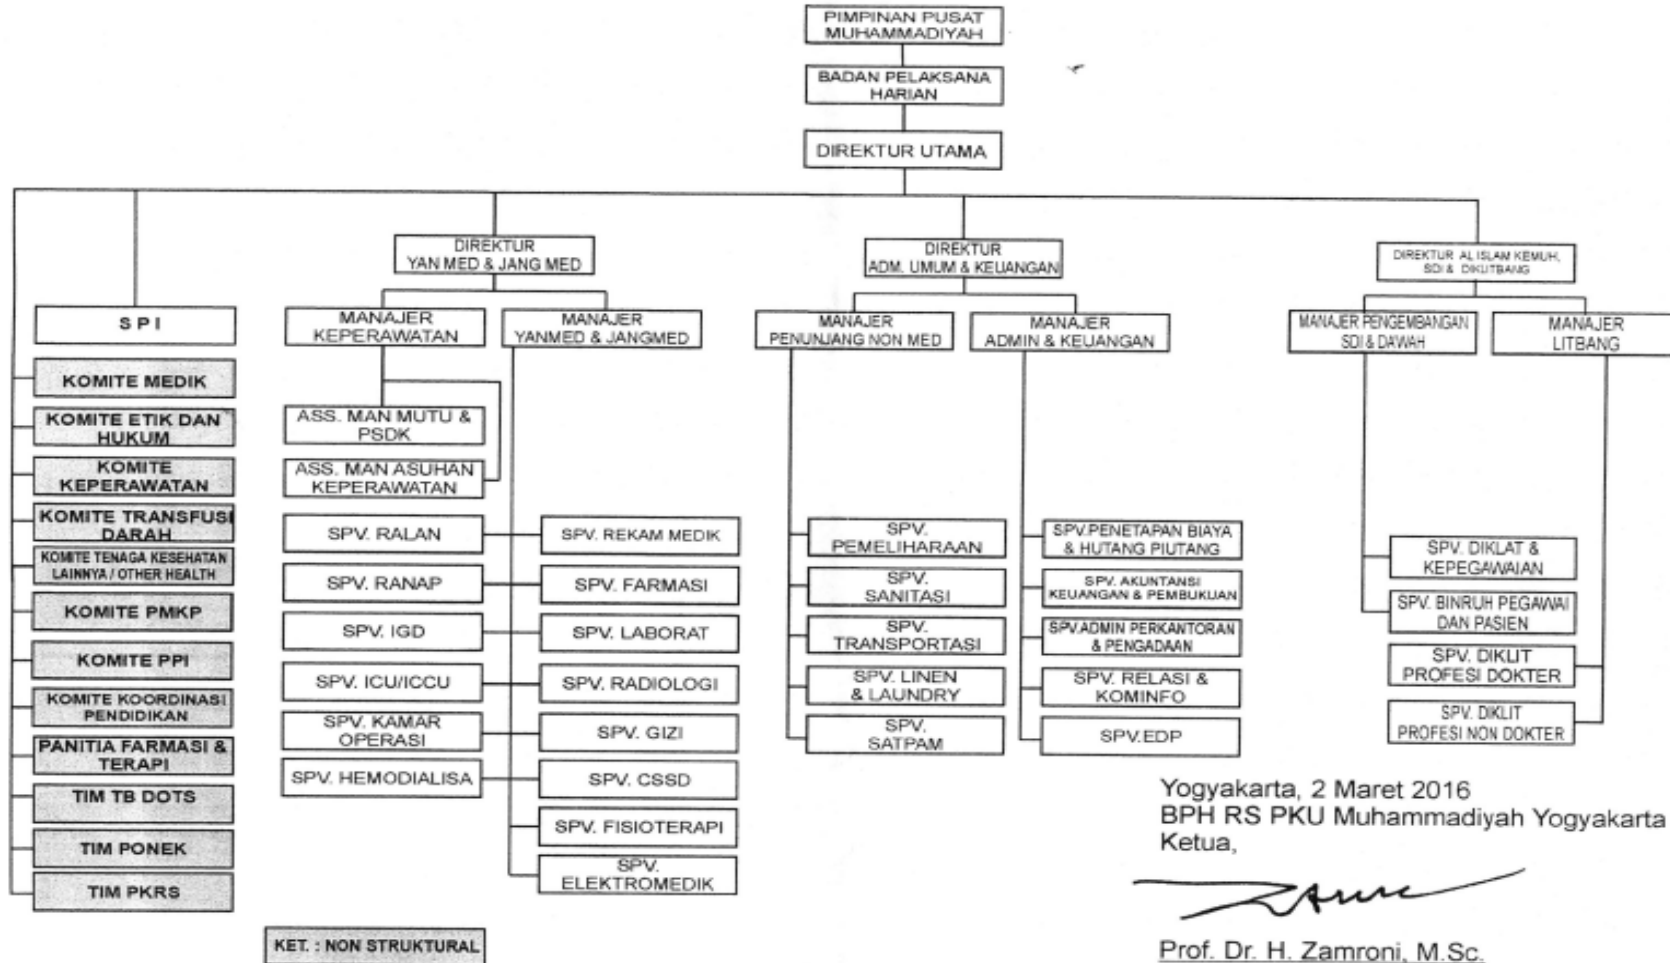 PIMPINAN PUSAT
MUHAMMADIYAH
BADAN PELAKSANA
HARIAN
DIREKTUR UTAMA
DIREKTUR
YAN MED & JANG MED
DIREKTUR
ADM. UMUM & KEUANGAN
DIREKTUR AL ISLAM KEMUH,
SDI & DIKLITBANG
S P I
MANAJER
KEPERAWATAN
MANAJER
YANMED & JANGMED
MANAJER
PENUNJANG NON MED
MANAJER
ADMIN & KEUANGAN
MANAJER PENGEMBANGAN
SDI & DAWAH
MANAJER
LITBANG
KOMITE MEDIK
KOMITE ETIK DAN
HUKUM
KOMITE
KEPERAWATAN
KOMITE TRANSFUSI
DARAH
KOMITE TENAGA KESEHATAN
LAINNYA / OTHER HEALTH
KOMITE PMKP
KOMITE PPI
KOMITE KOORDINASI
PENDIDIKAN
PANITIA FARMASI &
TERAPI
TIM TB DOTS
TIM PONEK
TIM PKRS
ASS. MAN MUTU &
PSDK
ASS. MAN ASUHAN
KEPERAWATAN
SPV. RALAN
SPV. RANAP
SPV. IGD
SPV. ICU/ICCU
SPV. KAMAR
OPERASI
SPV. HEMODIALISA
SPV. REKAM MEDIK
SPV. FARMASI
SPV. LABORAT
SPV. RADIOLOGI
SPV. GIZI
SPV. CSSD
SPV. FISIOTERAPI
SPV.
ELEKTROMEDIK
SPV.
PEMELIHARAAN
SPV.
SANITASI
SPV.
TRANSPORTASI
SPV. LINEN
& LAUNDRY
SPV.
SATPAM
SPV.PENETAPAN BIAYA
& HUTANG PIUTANG
SPV. AKUNTANSI
KEUANGAN & PEMBUKUAN
SPV.ADMIN PERKANTORAN
& PENGADAAN
SPV. RELASI &
KOMINFO
SPV.EDP
SPV. DIKLAT &
KEPEGAWAIAN
SPV. BINRUH PEGAWAI
DAN PASIEN
SPV. DIKLIT
PROFESI DOKTER
SPV. DIKLIT
PROFESI NON DOKTER
KET. : NON STRUKTURAL
Yogyakarta, 2 Maret 2016
BPH RS PKU Muhammadiyah Yogyakarta
Ketua,
Prof. Dr. H. Zamroni, M.Sc.